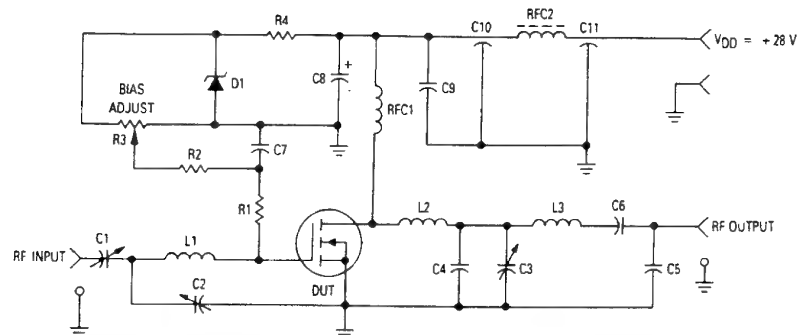 R4
C10
RFC2
C11
V_DD = + 28 V
D1
+
C8
BIAS
ADJUST
C9
RFC1
R3
C7
R2
R1
C6
L2
L3
C1
L1
RF INPUT
RF OUTPUT
C2
C4
C3
C5
DUT